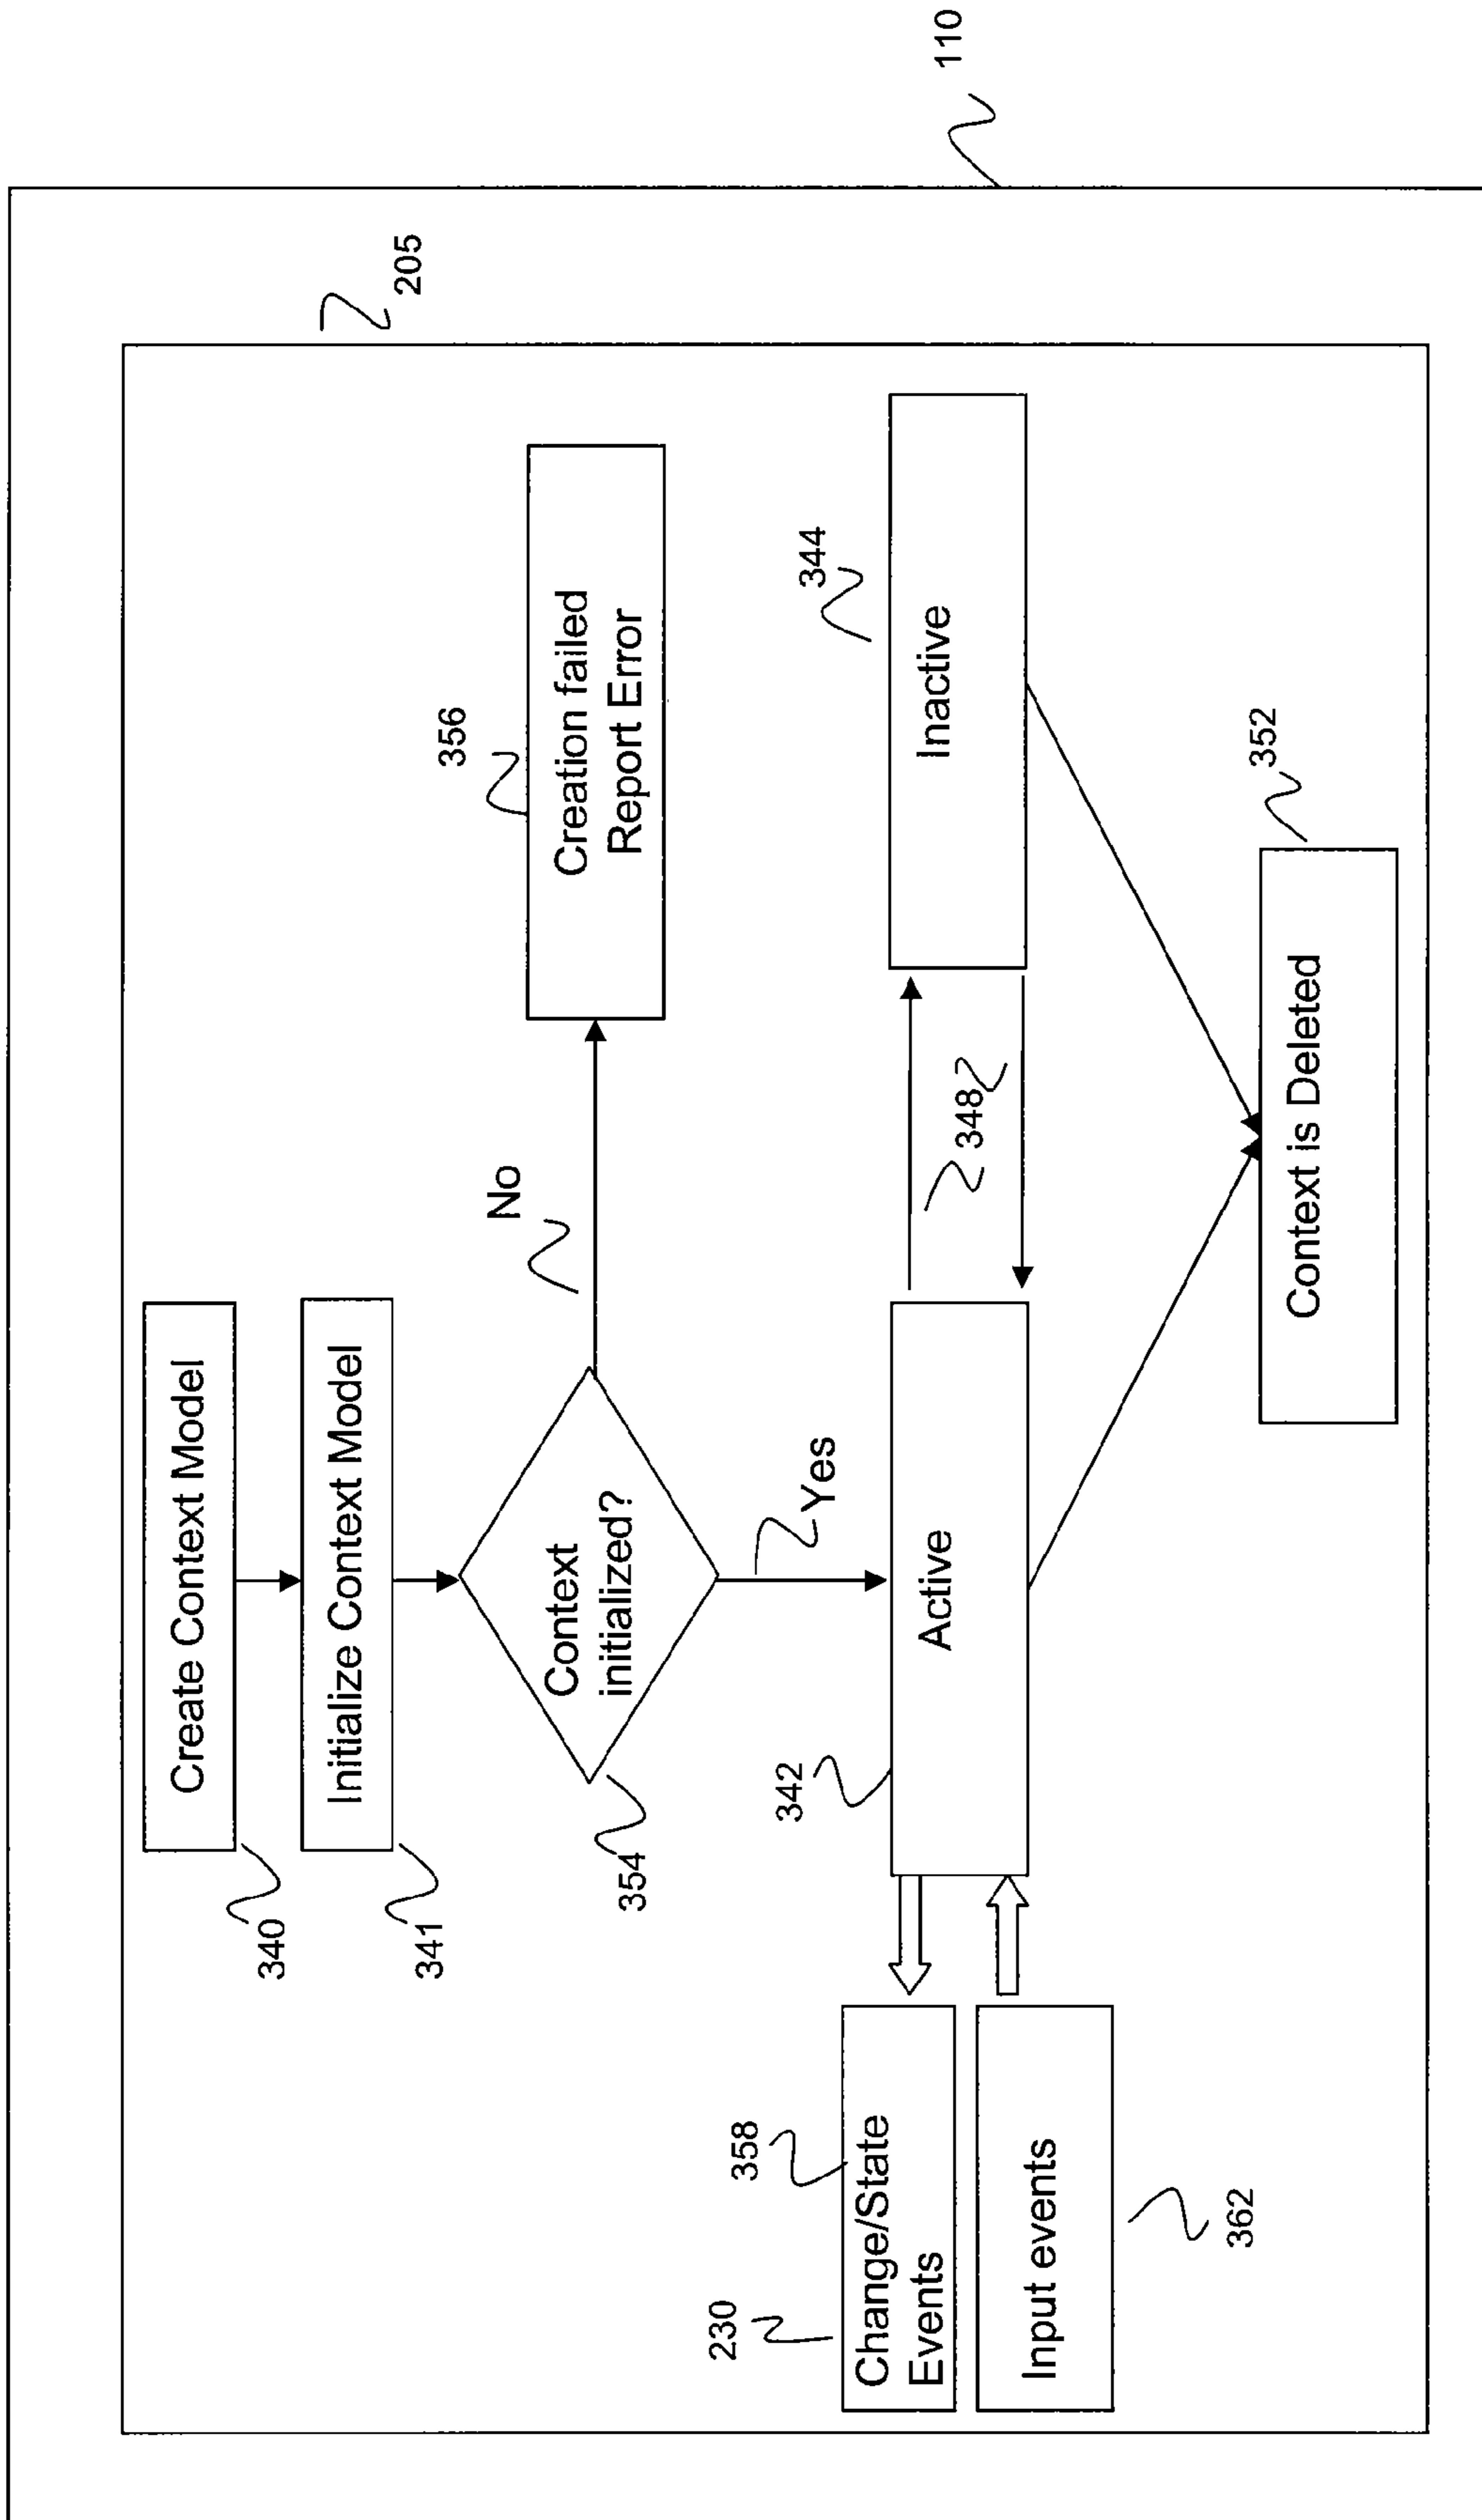 110
205
Create Context Model
340
Initialize Context Model
341
Context
initialized?
354
No
Creation failed
Report Error
356
Yes
Active
342
Inactive
344
348
Change/State
Events
230
358
Input events
362
Context is Deleted
352